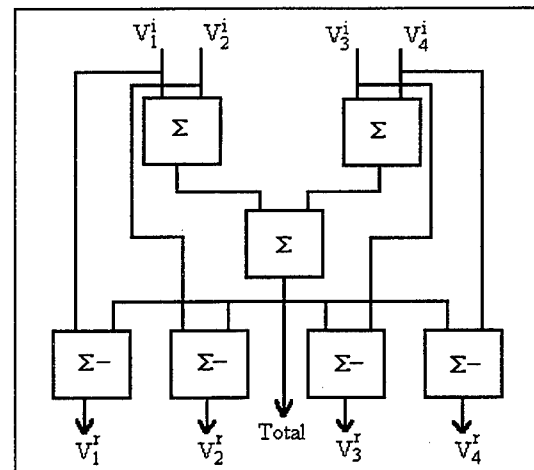 V₁ⁱ V₂ⁱ V₃ⁱ V₄ⁱ
Σ Σ
Σ
Σ− Σ− Σ− Σ−
V₁ʳ V₂ʳ Total V₃ʳ V₄ʳ